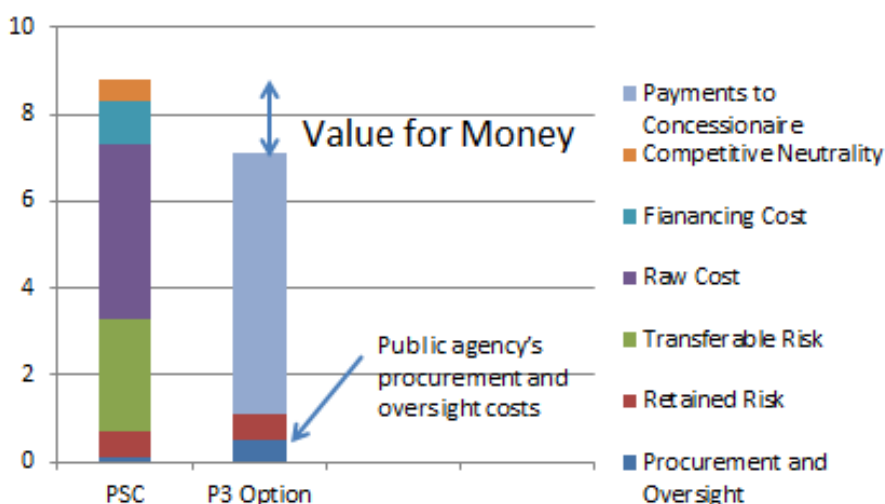 10
8
6
4
2
0
PSC
P3 Option
Value for Money
Public agency's
procurement and
oversight costs
Payments to
Concessionaire
Competitive Neutrality
Fianancing Cost
Raw Cost
Transferable Risk
Retained Risk
Procurement and
Oversight